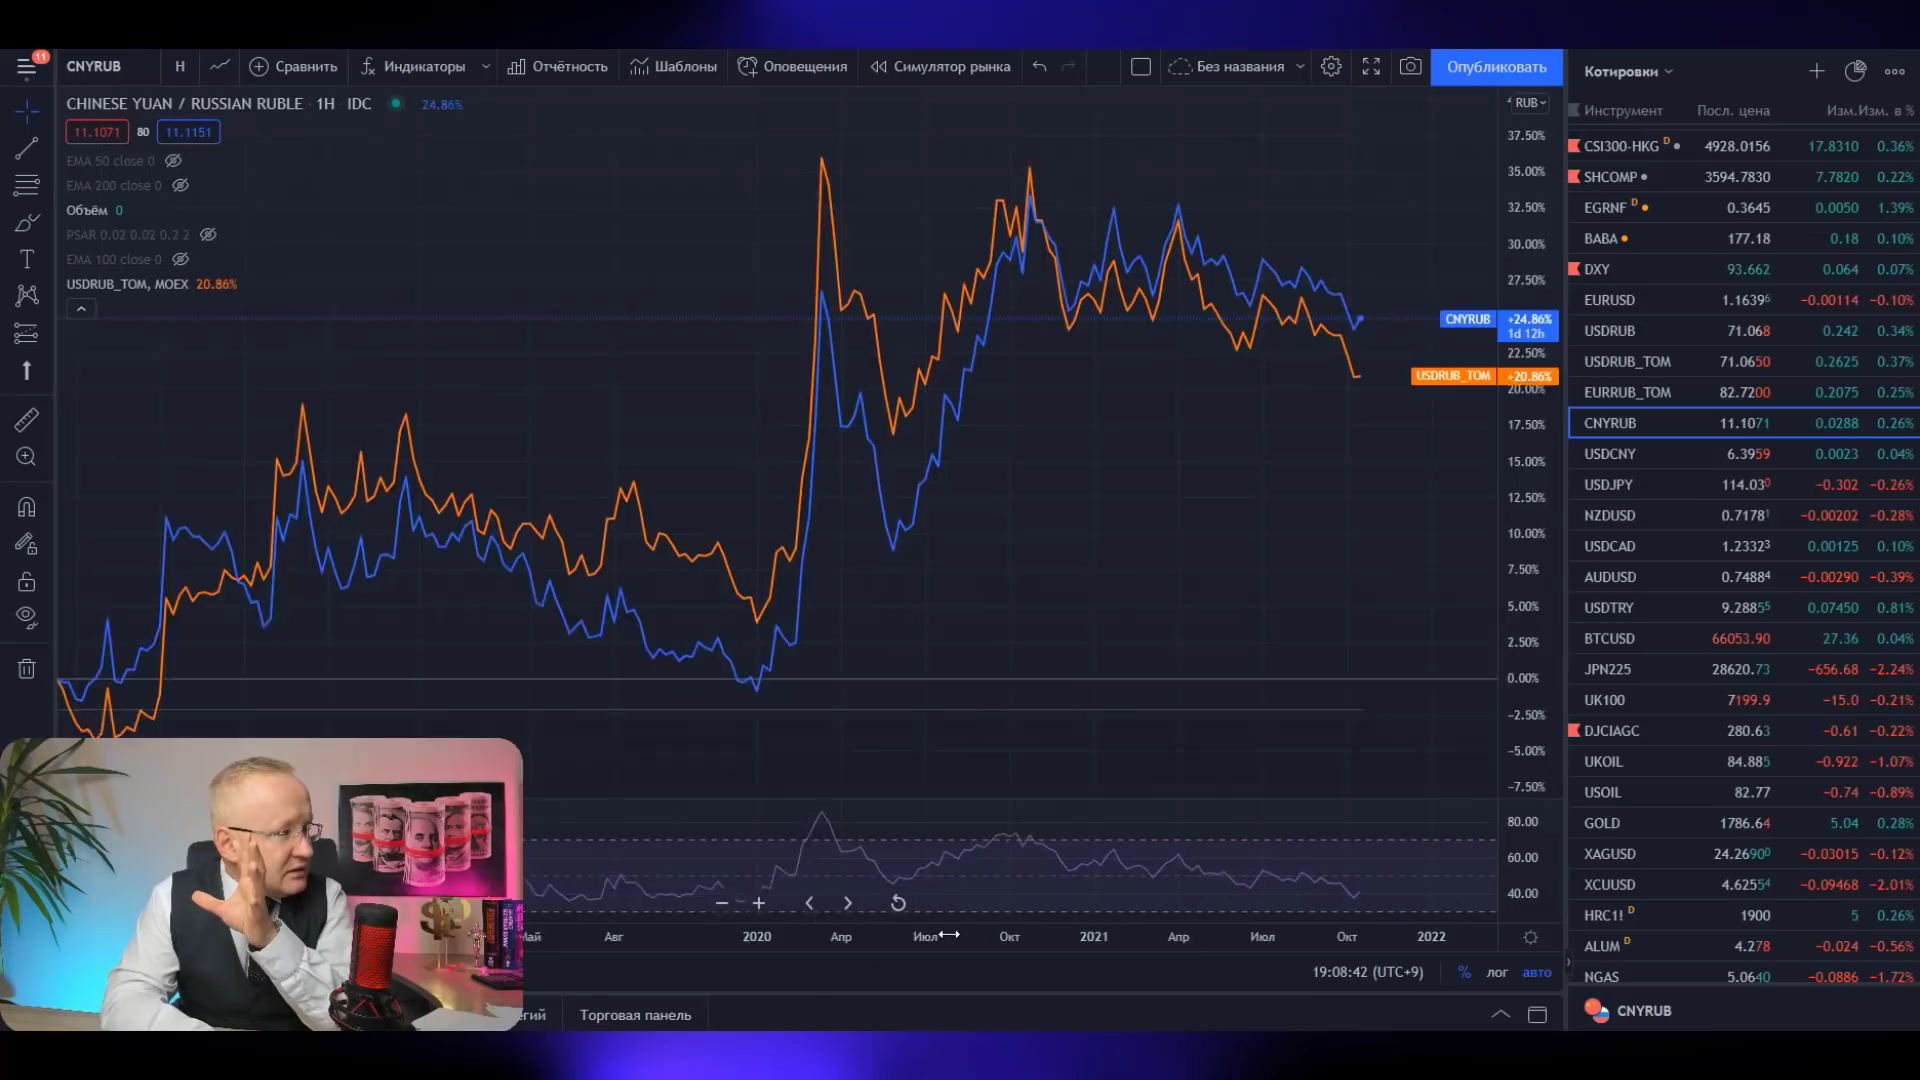 11
CNYRUB Н Сравнить Индикаторы Отчётность Шаблоны Оповещения Симулятор рынка Без названия Опубликовать
CHINESE YUAN / RUSSIAN RUBLE · 1Н · IDC 24.86%
11.1071 80 11.1151
EMA 50 close 0
EMA 200 close 0
Объём 0
PSAR 0.02 0.02 0.2 2
EMA 100 close 0
USDRUB_TOM, MOEX 20.86%
RUB
37.50%
35.00%
32.50%
30.00%
27.50%
CNYRUB +24.86%
1d 12h
22.50%
USDRUB_TOM +20.86%
20.00%
17.50%
15.00%
12.50%
10.00%
7.50%
5.00%
2.50%
0.00%
−2.50%
−5.00%
−7.50%
80.00
60.00
40.00
Май Авг 2020 Апр Июл Окт 2021 Апр Июл Окт 2022
19:08:42 (UTC+9) % лог авто
Торговая панель
Котировки
Инструмент Посл. цена Изм. Изм. в %
CSI300-HKG D 4928.0156 17.8310 0.36%
SHCOMP 3594.7830 7.7820 0.22%
EGRNF D 0.3645 0.0050 1.39%
BABA 177.18 0.18 0.10%
DXY 93.662 0.064 0.07%
EURUSD 1.16396 −0.00114 −0.10%
USDRUB 71.068 0.242 0.34%
USDRUB_TOM 71.0650 0.2625 0.37%
EURRUB_TOM 82.7200 0.2075 0.25%
CNYRUB 11.1071 0.0288 0.26%
USDCNY 6.3959 0.0023 0.04%
USDJPY 114.030 −0.302 −0.26%
NZDUSD 0.71781 −0.00202 −0.28%
USDCAD 1.23323 0.00125 0.10%
AUDUSD 0.74884 −0.00290 −0.39%
USDTRY 9.28855 0.07450 0.81%
BTCUSD 66053.90 27.36 0.04%
JPN225 28620.73 −656.68 −2.24%
UK100 7199.9 −15.0 −0.21%
DJCIAGC 280.63 −0.61 −0.22%
UKOIL 84.885 −0.922 −1.07%
USOIL 82.77 −0.74 −0.89%
GOLD 1786.64 5.04 0.28%
XAGUSD 24.26900 −0.03015 −0.12%
XCUUSD 4.62554 −0.09468 −2.01%
HRC1! D 1900 5 0.26%
ALUM D 4.278 −0.024 −0.56%
NGAS 5.0640 −0.0886 −1.72%
CNYRUB